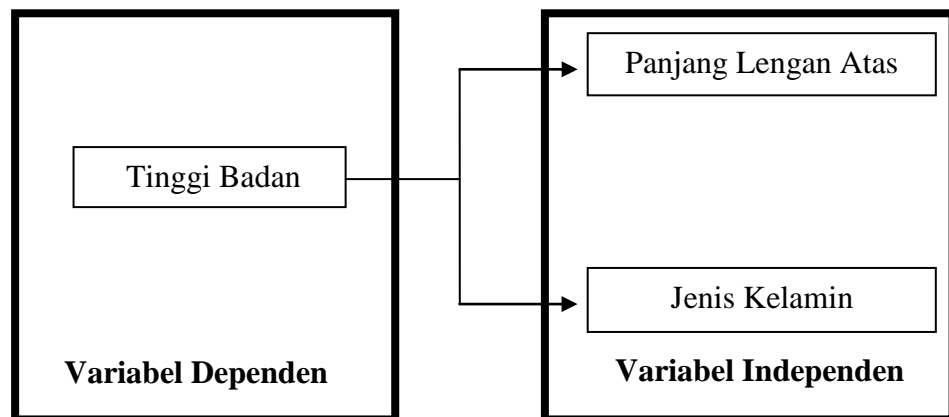 Panjang Lengan Atas
Tinggi Badan
Jenis Kelamin
Variabel Dependen
Variabel Independen